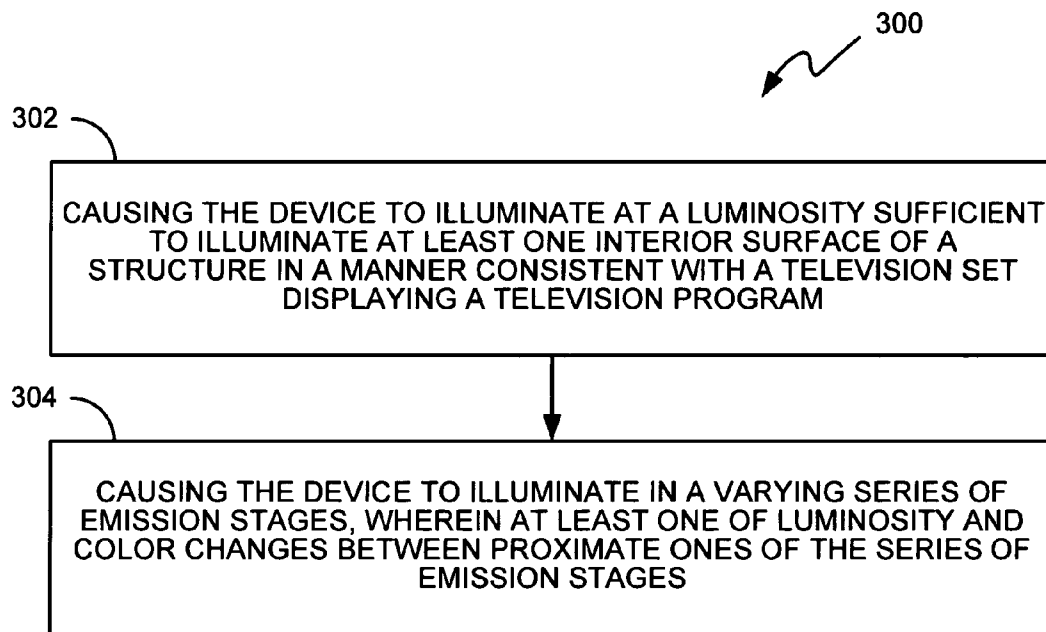 300
302
CAUSING THE DEVICE TO ILLUMINATE AT A LUMINOSITY SUFFICIENT
TO ILLUMINATE AT LEAST ONE INTERIOR SURFACE OF A
STRUCTURE IN A MANNER CONSISTENT WITH A TELEVISION SET
DISPLAYING A TELEVISION PROGRAM
304
CAUSING THE DEVICE TO ILLUMINATE IN A VARYING SERIES OF
EMISSION STAGES, WHEREIN AT LEAST ONE OF LUMINOSITY AND
COLOR CHANGES BETWEEN PROXIMATE ONES OF THE SERIES OF
EMISSION STAGES